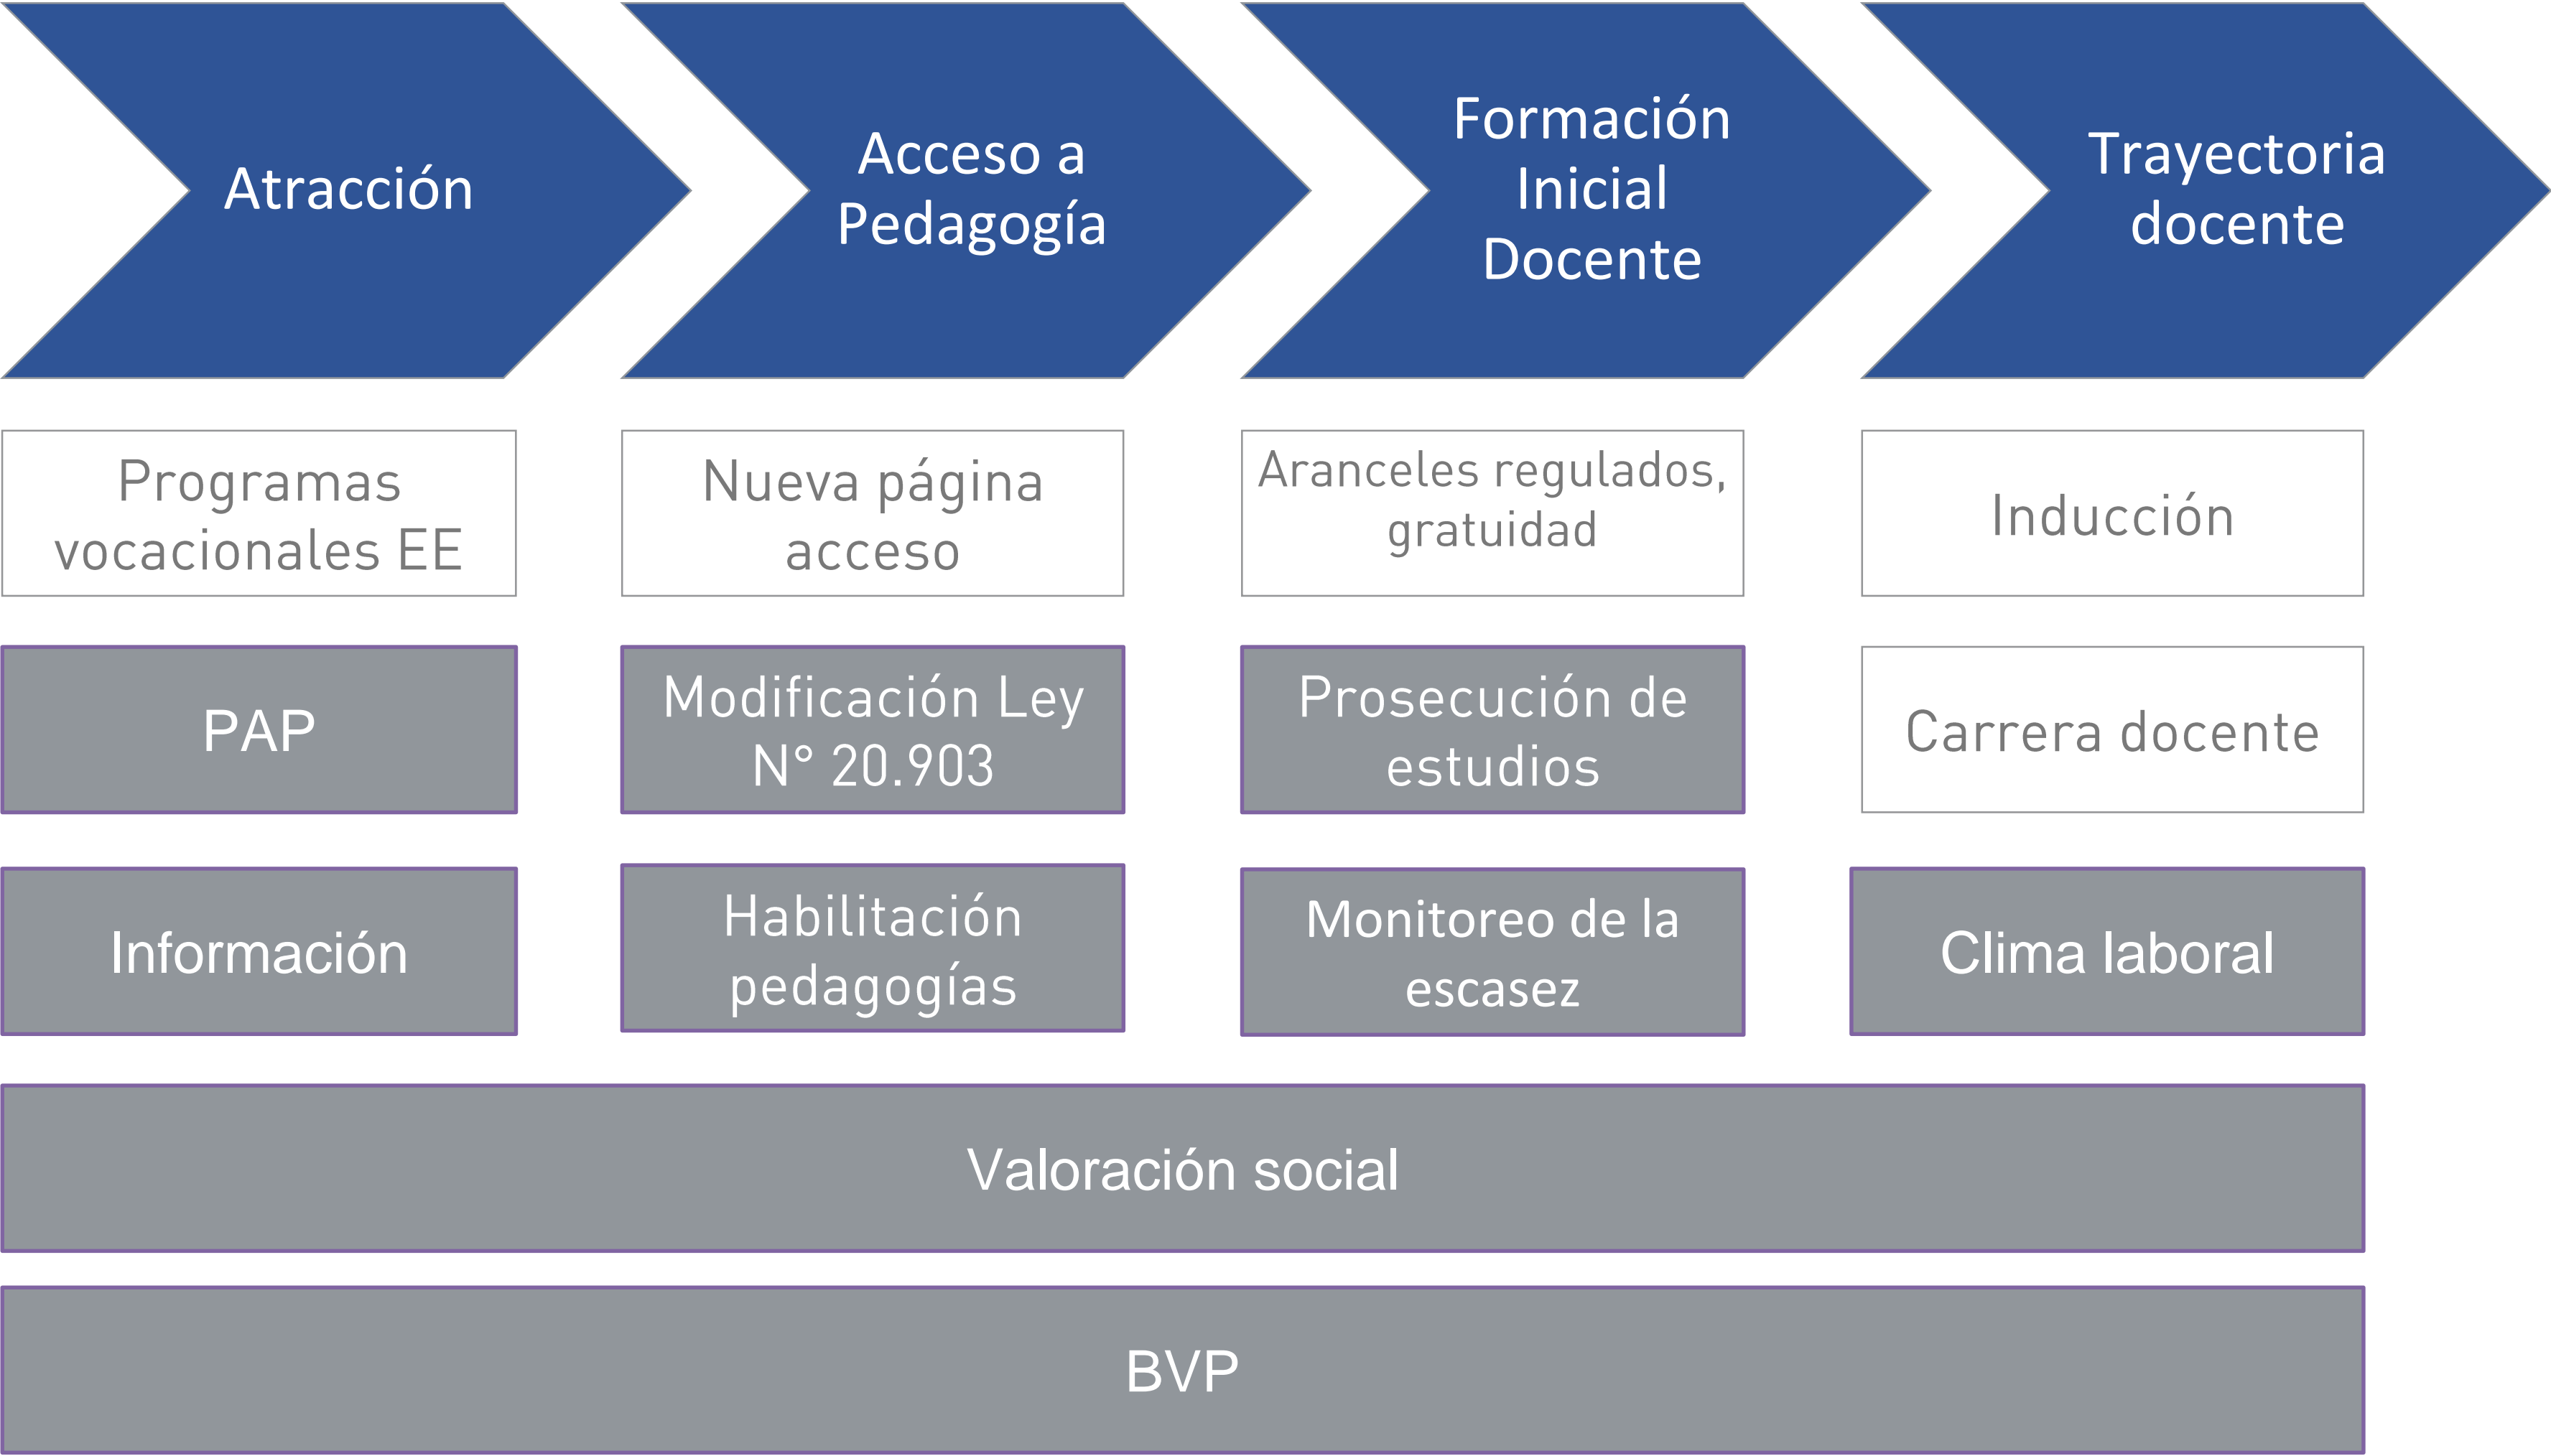 Atracción
Acceso a
Pedagogía
Formación
Inicial
Docente
Trayectoria
docente
Programas
vocacionales EE
Nueva página
acceso
Aranceles regulados,
gratuidad
Inducción
PAP
Modificación Ley
N° 20.903
Prosecución de
estudios
Carrera docente
Información
Habilitación
pedagogías
Monitoreo de la
escasez
Clima laboral
Valoración social
BVP